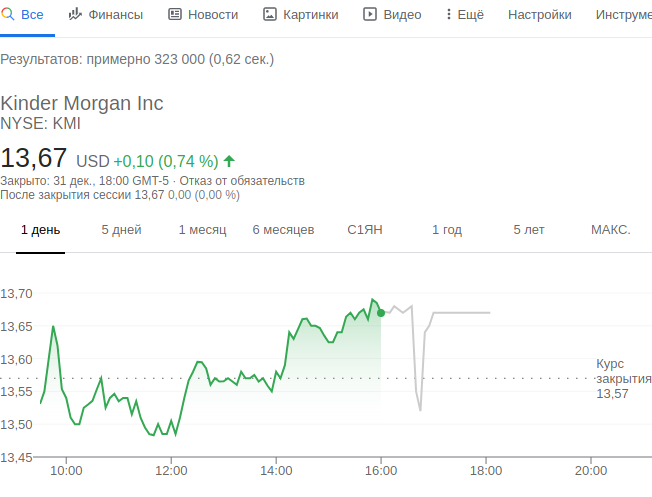 Все Финансы Новости Картинки Видео Ещё Настройки Инструме
Результатов: примерно 323 000 (0,62 сек.)
Kinder Morgan Inc
NYSE: KMI
13,67 USD +0,10 (0,74 %)
Закрыто: 31 дек., 18:00 GMT-5 · Отказ от обязательств
После закрытия сессии 13,67 0,00 (0,00 %)
1 день 5 дней 1 месяц 6 месяцев С1ЯН 1 год 5 лет МАКС.
13,70
13,65
13,60
Курс
закрытия
13,57
13,55
13,50
13,45
10:00 12:00 14:00 16:00 18:00 20:00